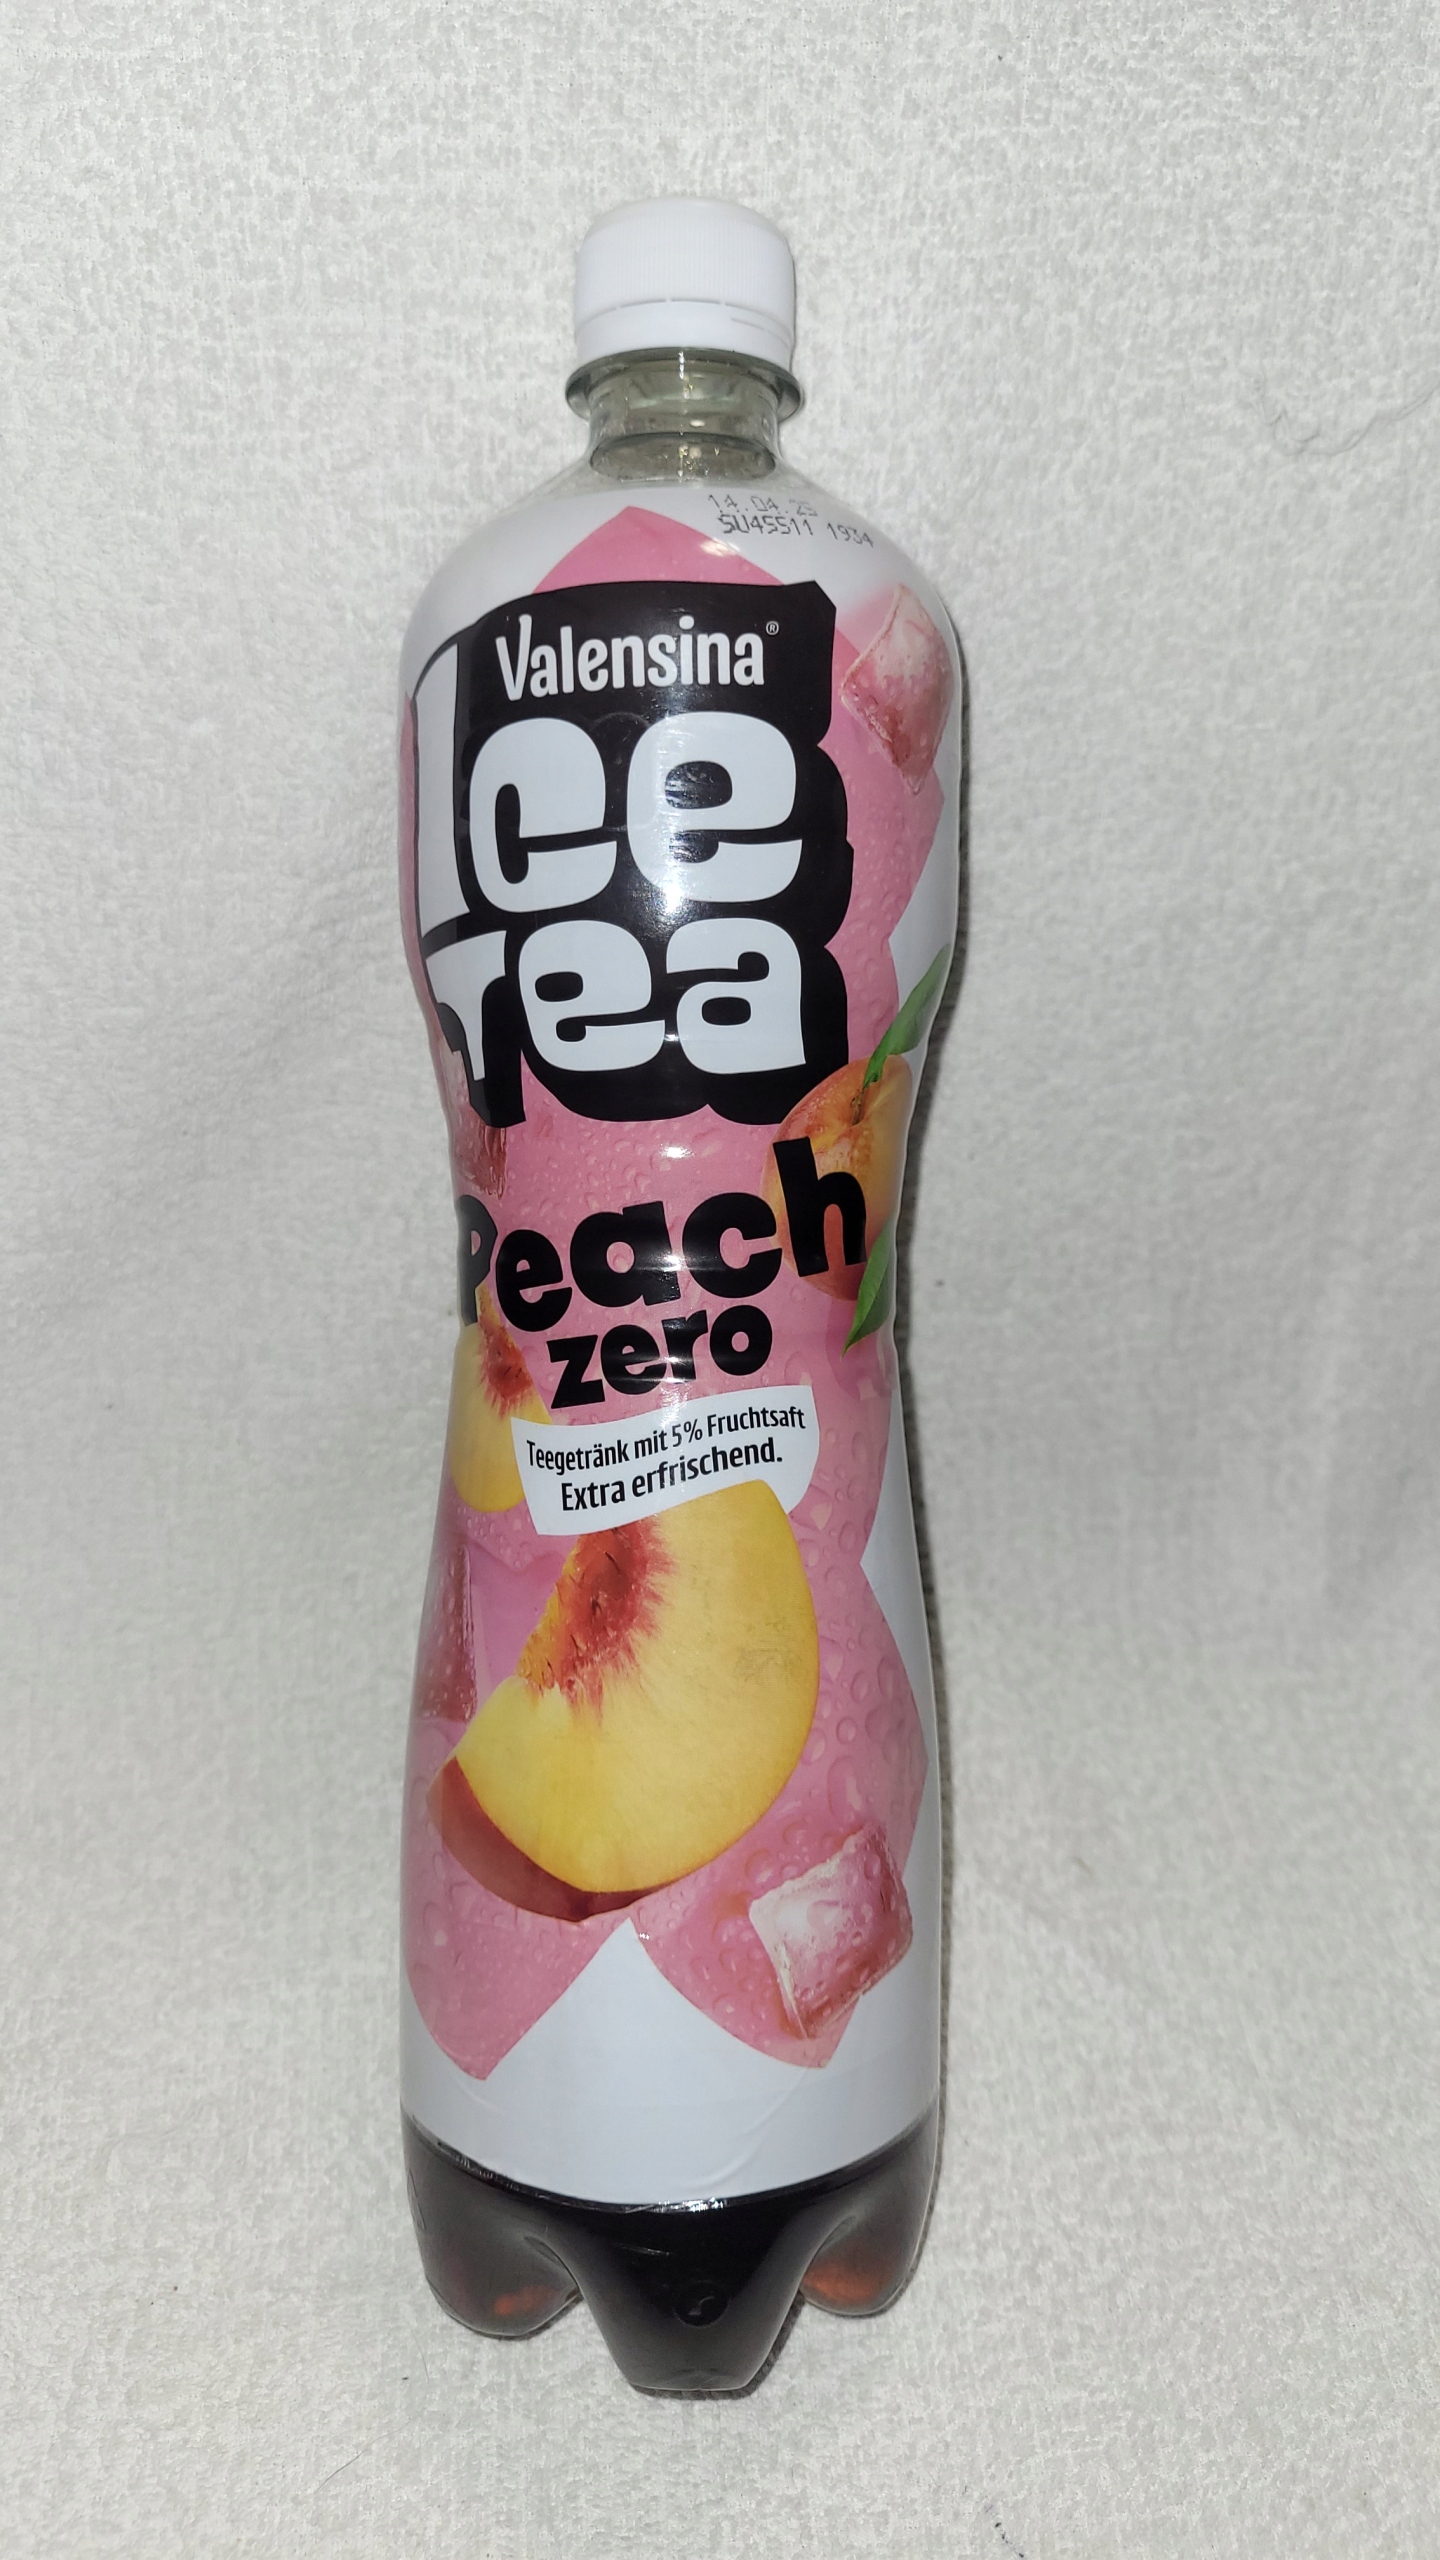 14.04.25
SU45511 1934
Valensina®
Ice
Tea
Peach
zero
Teegetränk mit 5% Fruchtsaft
Extra erfrischend.